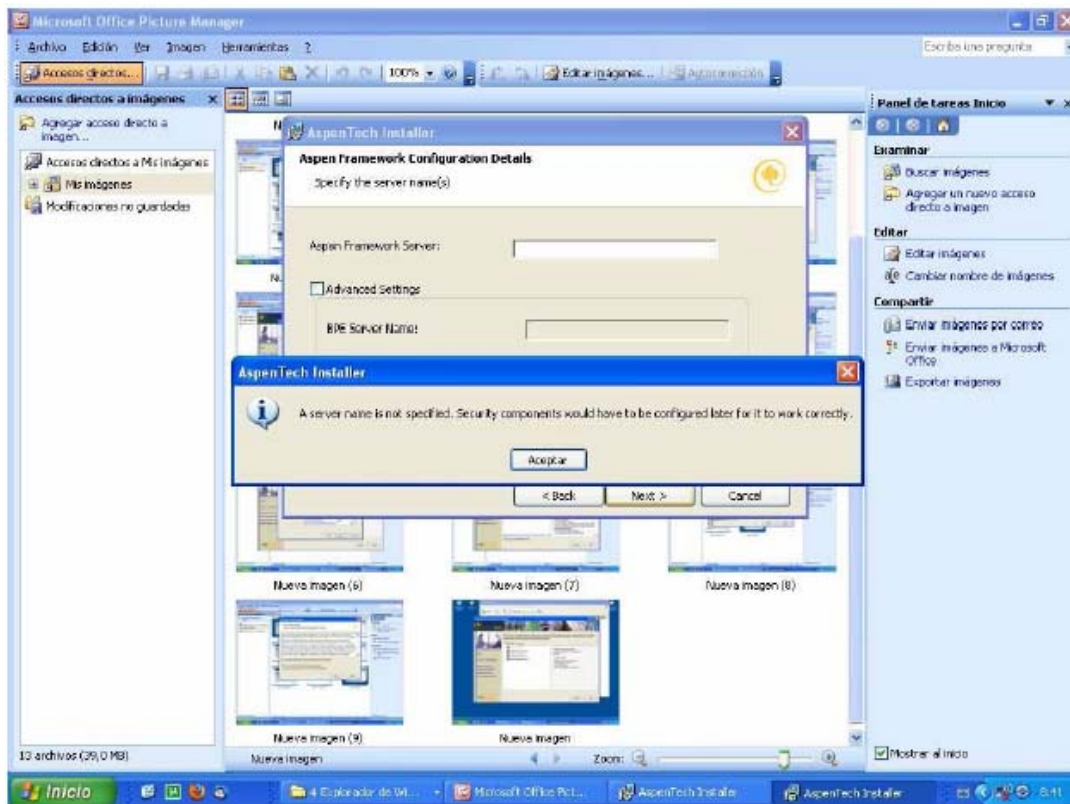 Microsoft Office Picture Manager
Archivo Edición Ver Imagen Herramientas ?
Escriba una pregunta
Accesos directos...
100%
Editar imágenes...
Autocorrección
Accesos directos a imágenes
Agregar acceso directo a
imagen...
Accesos directos a Mis imágenes
Mis imágenes
Modificaciones no guardadas
AspenTech Installer
Aspen Framework Configuration Details
Specify the server name(s)
Aspen Framework Server:
Advanced Settings
BPE Server Name:
AspenTech Installer
A server name is not specified. Security components would have to be configured later for it to work correctly.
Aceptar
< Back
Next >
Cancel
Nueva imagen (6)
Nueva imagen (7)
Nueva imagen (8)
Nueva imagen (9)
Nueva imagen
Panel de tareas Inicio
Examinar
Buscar imágenes
Agregar un nuevo acceso
directo a imagen
Editar
Editar imágenes
Cambiar nombre de imágenes
Compartir
Enviar imágenes por correo
Enviar imágenes a Microsoft
Office
Exportar imágenes
Mostrar al inicio
13 archivos (39,0 MB)
Nueva imagen
Zoom:
Inicio
4 Explorador de Wi...
Microsoft Office Pict...
AspenTech Installer
AspenTech Installer
8:41